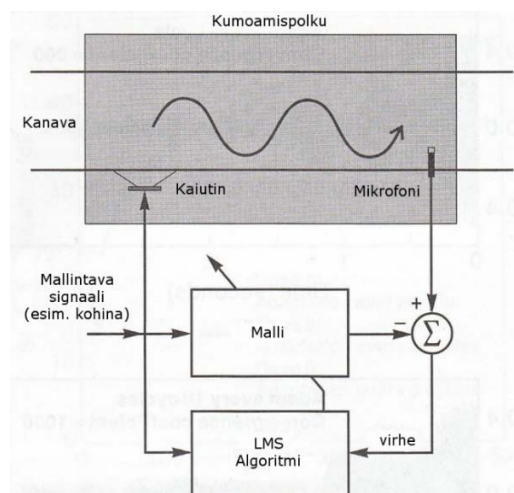 Kumoamispolku
Kanava
Kaiutin
Mikrofoni
Mallintava
signaali
(esim. kohina)
Malli
+
−
Σ
LMS
Algoritmi
virhe